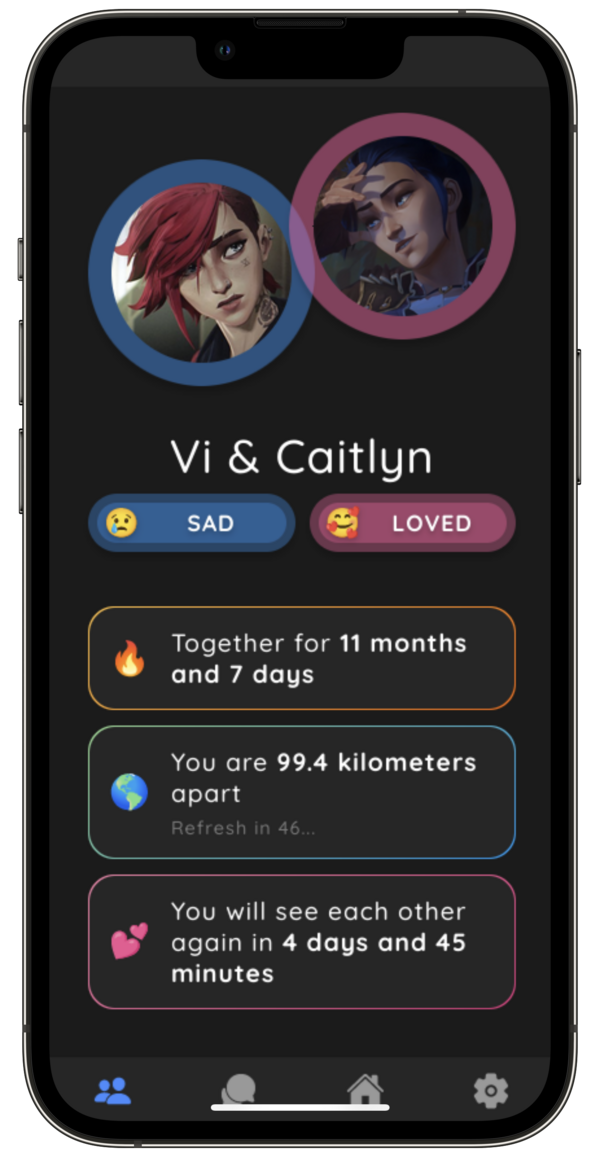 Vi & Caitlyn
SAD
LOVED
Together for 11 months
and 7 days
You are 99.4 kilometers
apart
Refresh in 46...
You will see each other
again in 4 days and 45
minutes